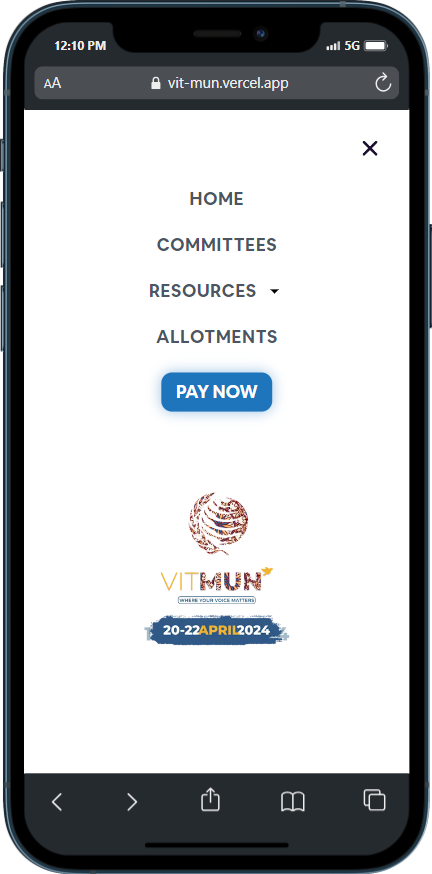 12:10 PM
5G
AA
vit-mun.vercel.app
HOME
COMMITTEES
RESOURCES
ALLOTMENTS
PAY NOW
VITMUN
WHERE YOUR VOICE MATTERS
20-22APRIL2024